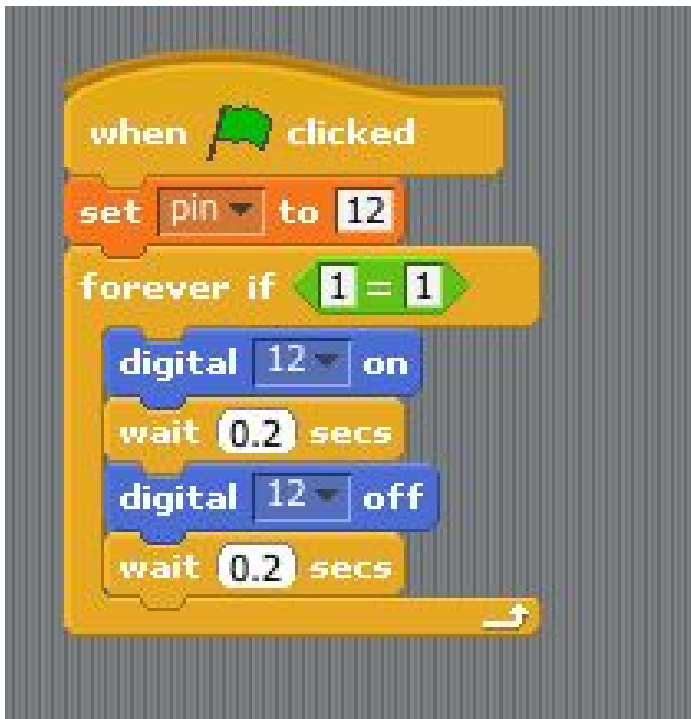 when clicked
set pin to 12
forever if 1 = 1
digital 12 on
wait 0.2 secs
digital 12 off
wait 0.2 secs